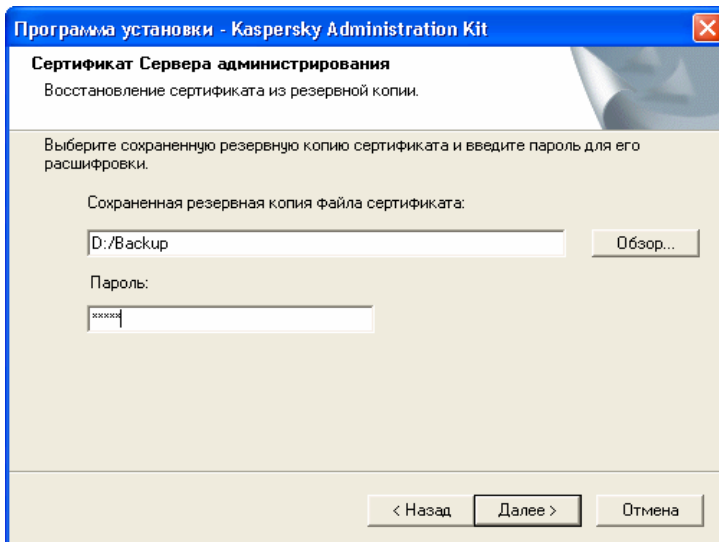 Программа установки - Kaspersky Administration Kit
Сертификат Сервера администрирования
Восстановление сертификата из резервной копии.
Выберите сохраненную резервную копию сертификата и введите пароль для его
расшифровки.
Сохраненная резервная копия файла сертификата:
D:/Backup
Обзор...
Пароль:
*****
< Назад
Далее >
Отмена